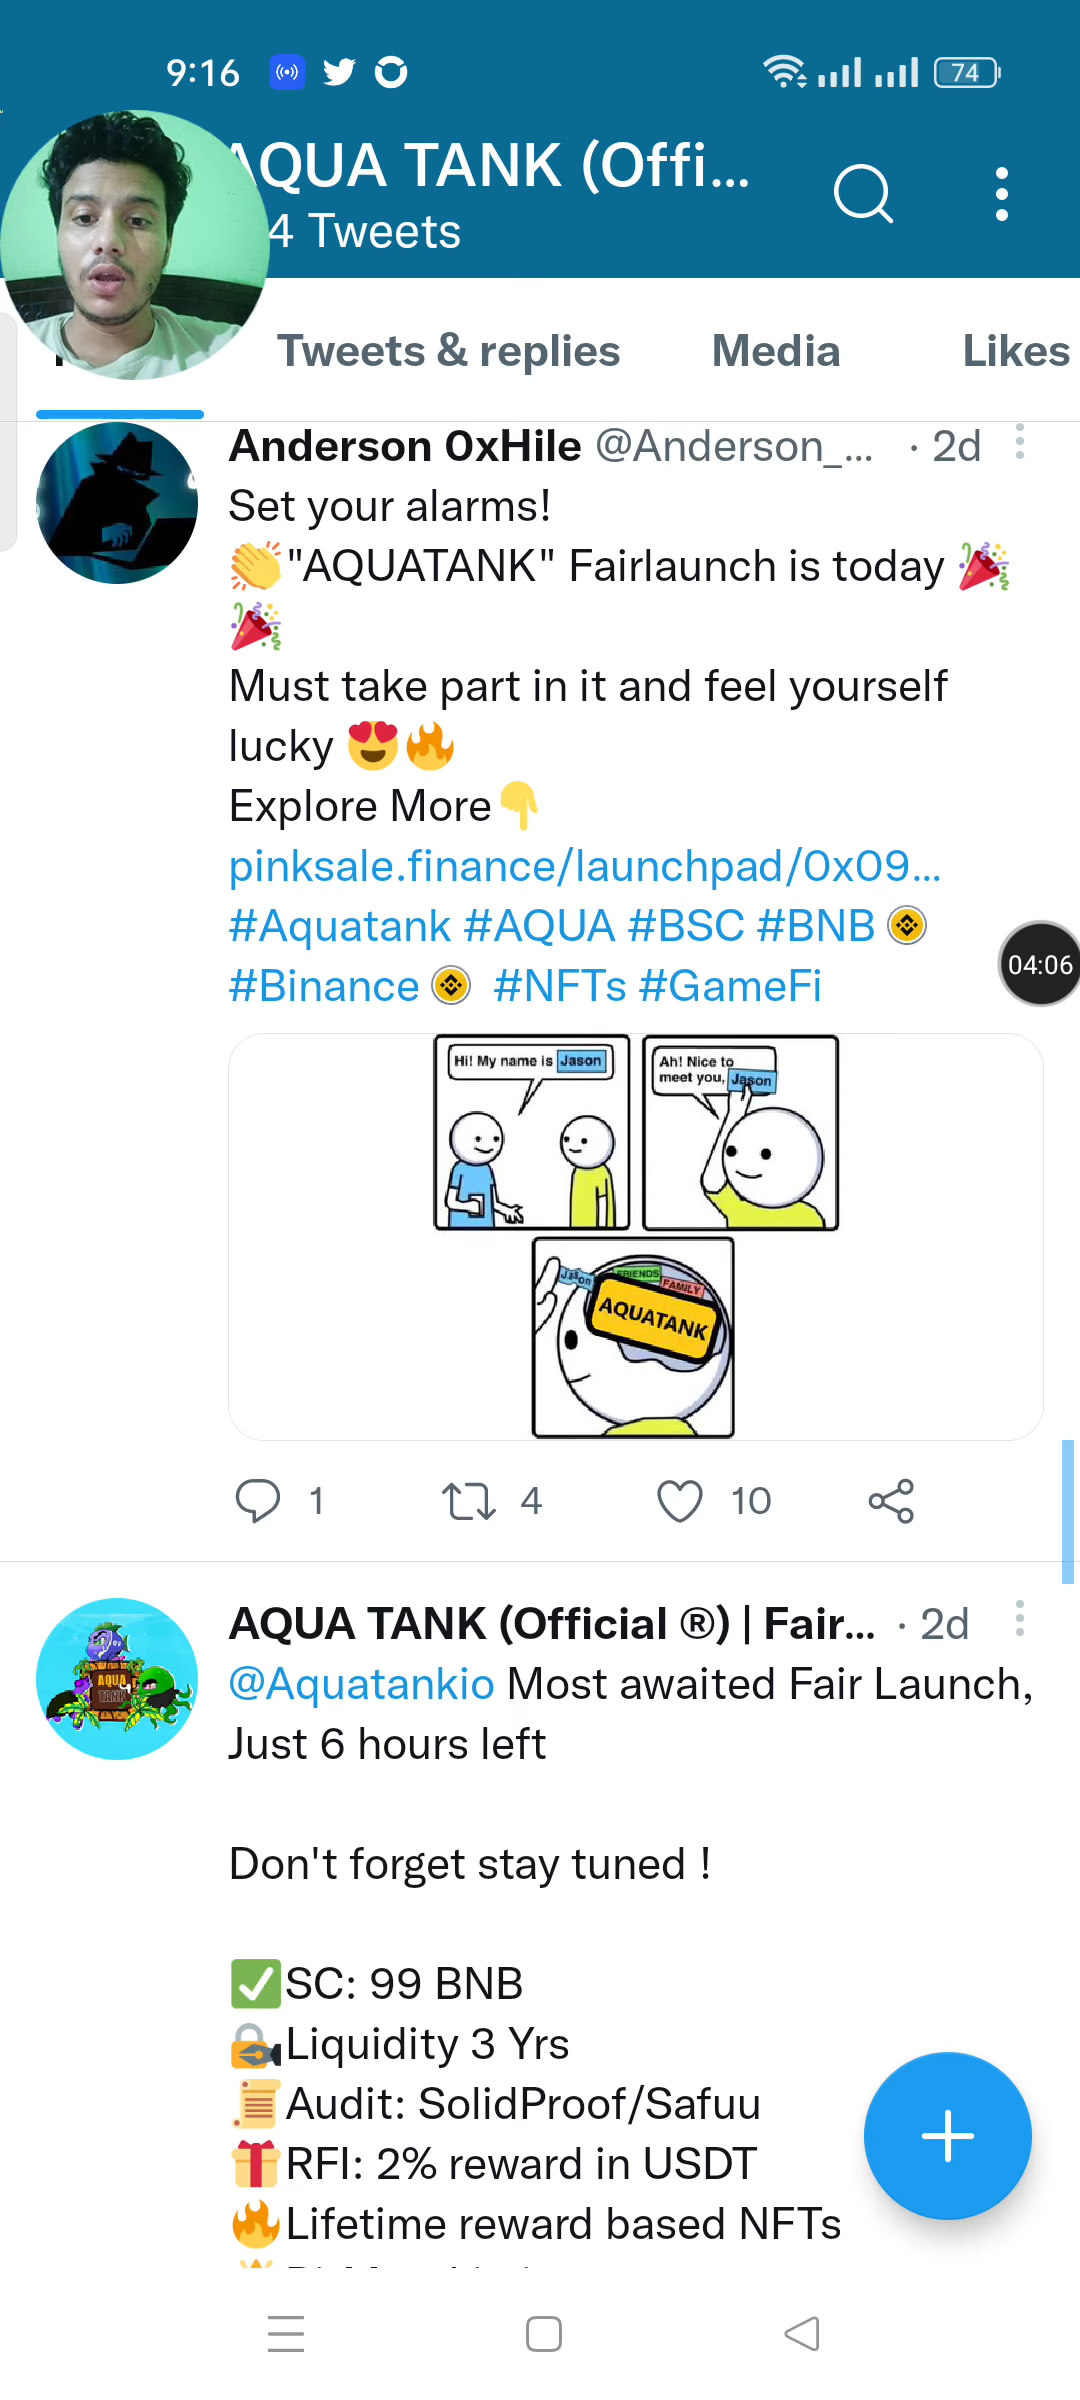 9:16
74
AQUA TANK (Offi...
4 Tweets
Tweets & replies
Media
Likes
Anderson 0xHile @Anderson_... · 2d
Set your alarms!
👏"AQUATANK" Fairlaunch is today 🎉
🎉
Must take part in it and feel yourself
lucky 😍🔥
Explore More👇
pinksale.finance/launchpad/0x09...
#Aquatank #AQUA #BSC #BNB
#Binance #NFTs #GameFi
04:06
Hi! My name is Jason
Ah! Nice to
meet you, Jason
Jason
FRIENDS
FAMILY
AQUATANK
1
4
10
AQUA TANK (Official ®) | Fair... · 2d
AQUA
TANK
@Aquatankio Most awaited Fair Launch,
Just 6 hours left
Don't forget stay tuned !
✅SC: 99 BNB
🔏Liquidity 3 Yrs
📜Audit: SolidProof/Safuu
🎁RFI: 2% reward in USDT
🔥Lifetime reward based NFTs